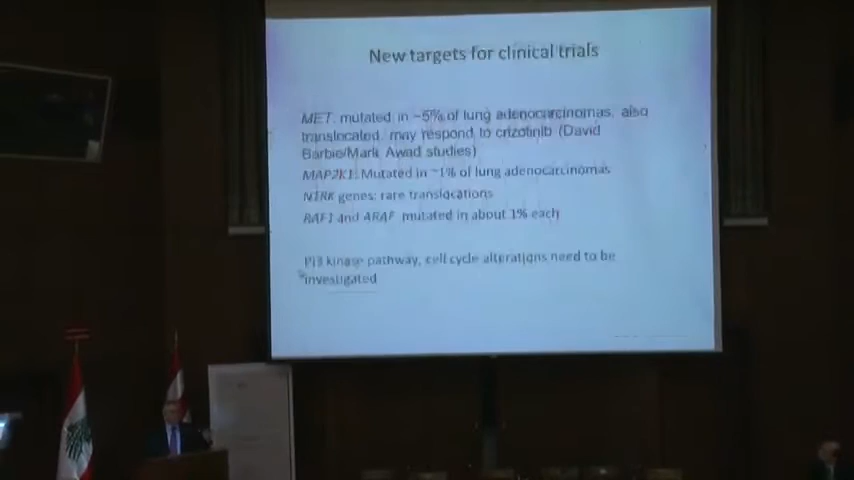 New targets for clinical trials
MET: mutated in ~5% of lung adenocarcinomas, also
translocated, may respond to crizotinib (David
Barbie/Mark Awad studies)
MAP2K1: Mutated in ~1% of lung adenocarcinomas
NTRK genes: rare translocations
RAF1 and ARAF mutated in about 1% each
Pi3 kinase pathway, cell cycle alterations need to be
investigated